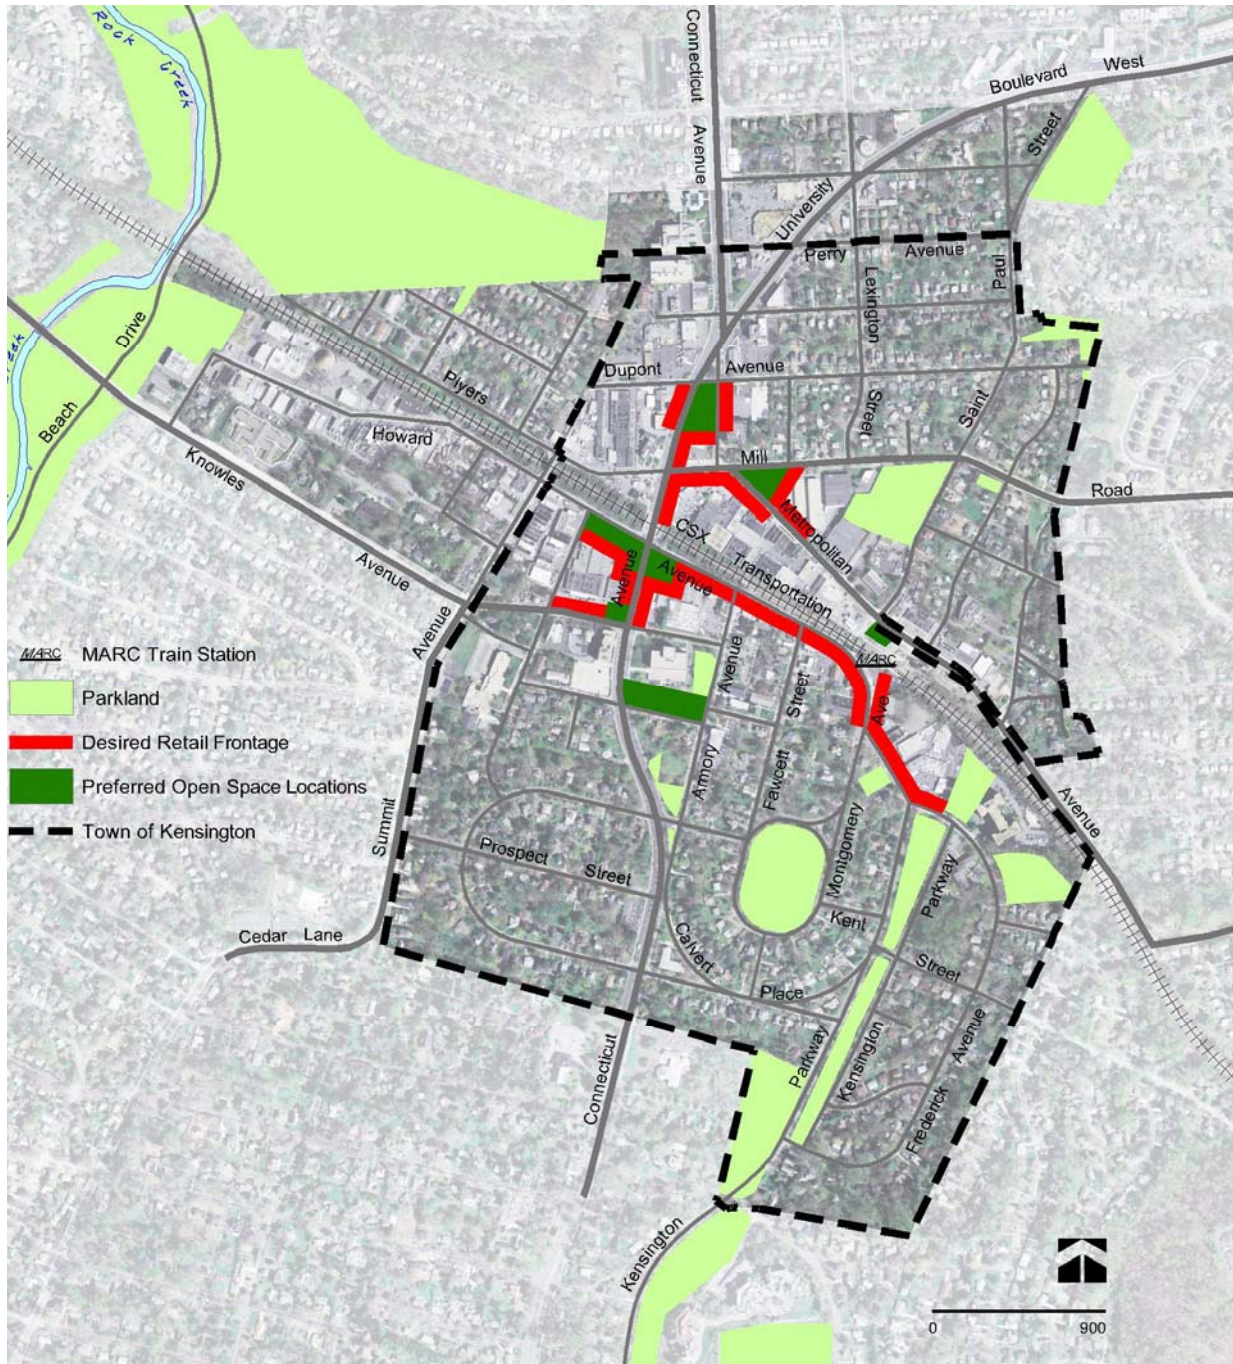 Rock
Creek
Connecticut
Avenue
Boulevard West
Street
University
Perry Avenue
Paul
Lexington
Street
Saint
Dupont Avenue
Plyers
Howard
Mill
Road
Beach
Drive
Creek
Knowles
Avenue
Metropolitan
CSX
Transportation
Avenue
Avenue
Avenue
MARC
MARC MARC Train Station
Parkland
Desired Retail Frontage
Preferred Open Space Locations
Town of Kensington
Avenue
Street
Ave
Armory
Fawcett
Montgomery
Avenue
Summit
Prospect
Street
Parkway
Kent
Street
Cedar Lane
Calvert
Place
Parkway
Kensington
Avenue
Frederick
Connecticut
Kensington
0 900